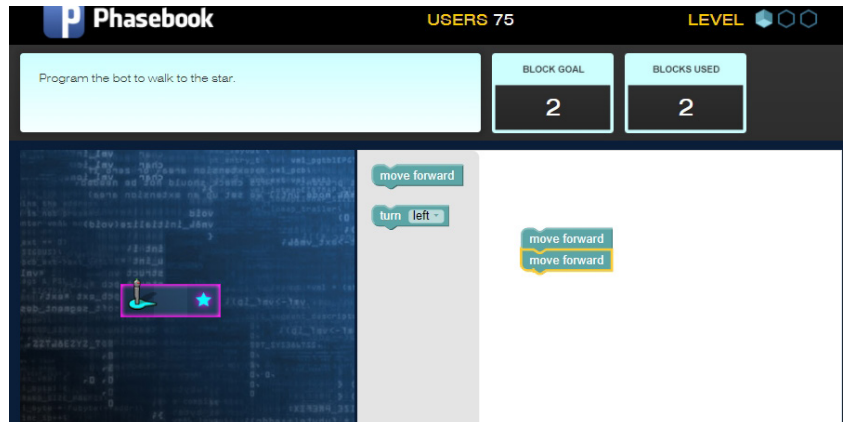 Phasebook
USERS 75
LEVEL
Program the bot to walk to the star.
BLOCK GOAL
2
BLOCKS USED
2
move forward
turn left
move forward
move forward